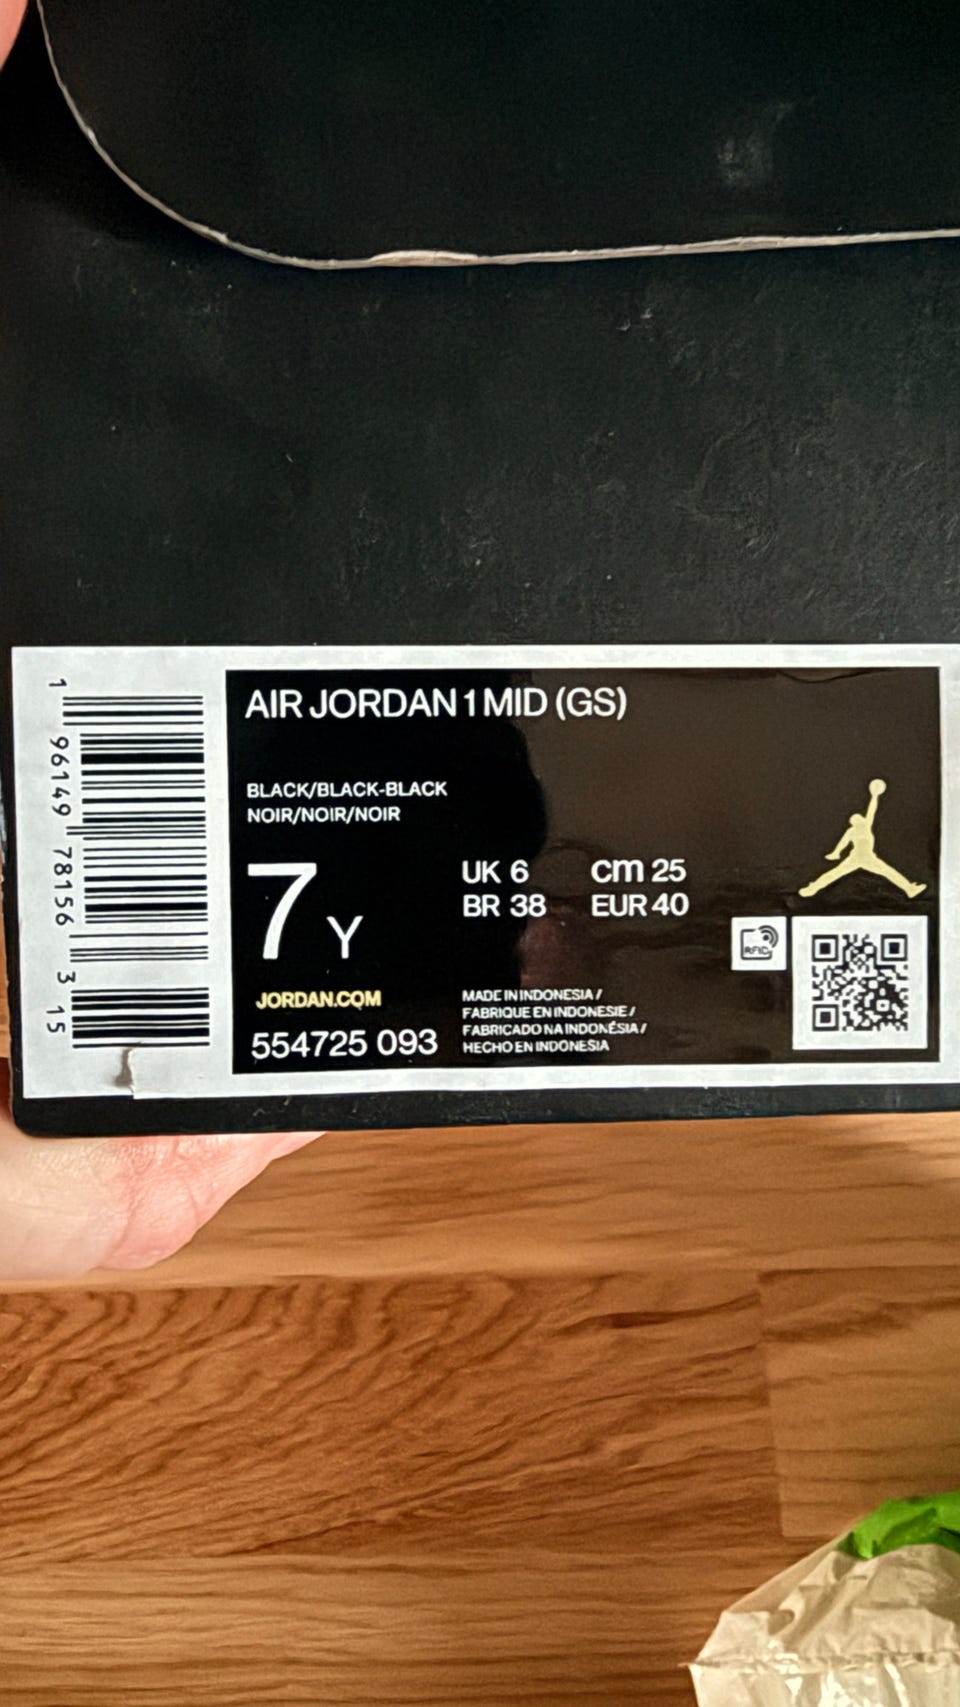 AIR JORDAN 1 MID (GS)
BLACK/BLACK-BLACK
NOIR/NOIR/NOIR
7 Y
UK 6 cm 25
BR 38 EUR 40
JORDAN.COM
554725 093
MADE IN INDONESIA /
FABRIQUE EN INDONESIE /
FABRICADO NA INDONÉSIA /
HECHO EN INDONESIA
RFID
1 96149 78156 3 15